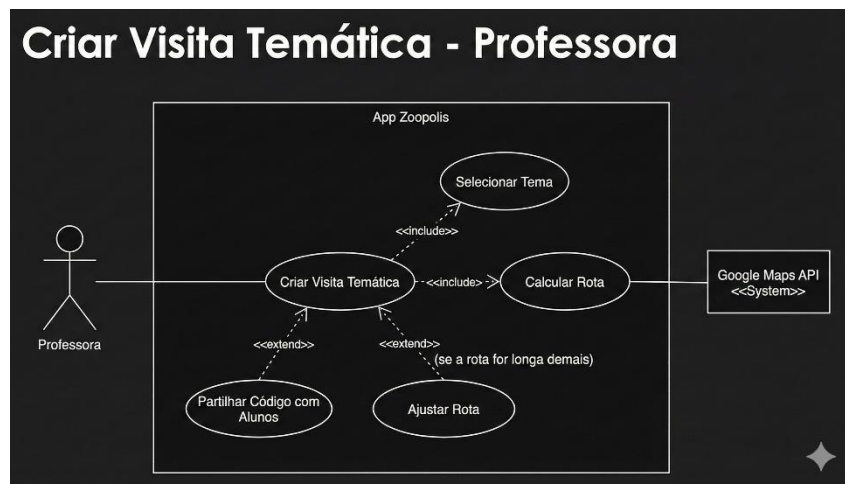 Criar Visita Temática - Professora
App Zoopolis
Selecionar Tema
<<include>>
Criar Visita Temática
<<include>
Calcular Rota
Google Maps API
<<System>>
Professora
<<extend>>
<<extend>>
(se a rota for longa demais)
Partilhar Código com
Alunos
Ajustar Rota